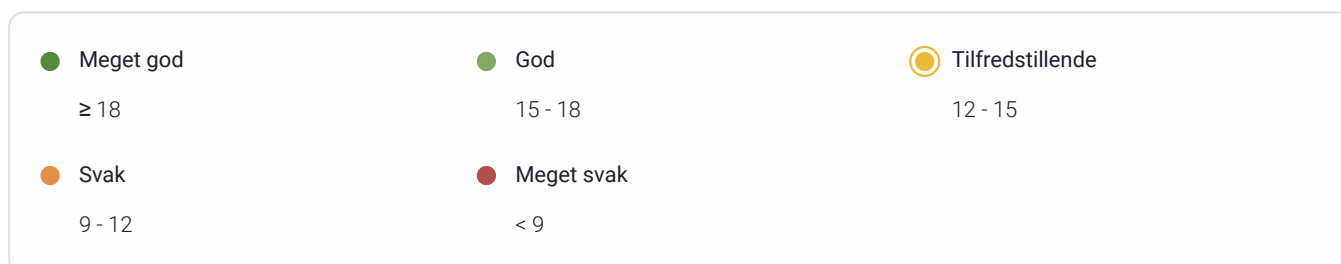 Meget god
≥ 18
God
15 - 18
Tilfredstillende
12 - 15
Svak
9 - 12
Meget svak
< 9